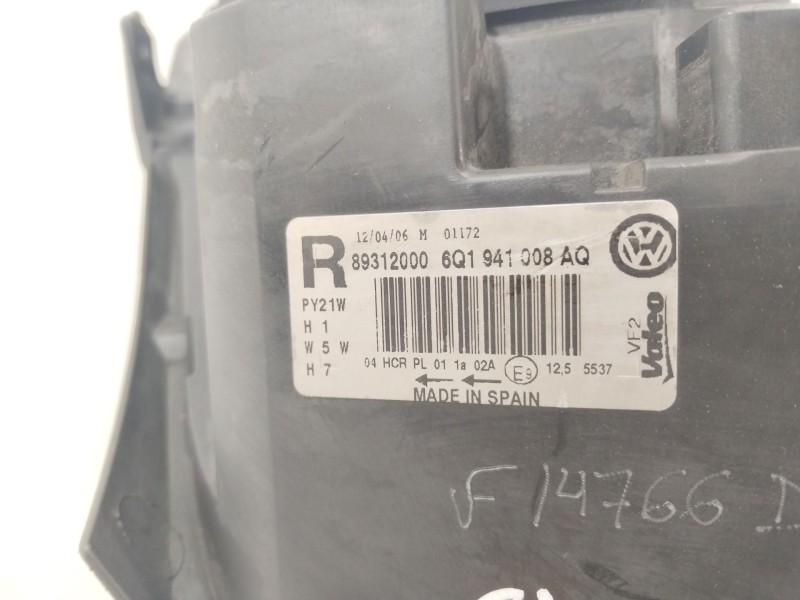 12/04/06 M 01172
R 89312000 6Q1 941 008 AQ
PY21W
H 1
W 5 W
H 7
04 HCR PL 01 1a 02A E9 12,5 5537
MADE IN SPAIN
VF2
Valeo
F 14766